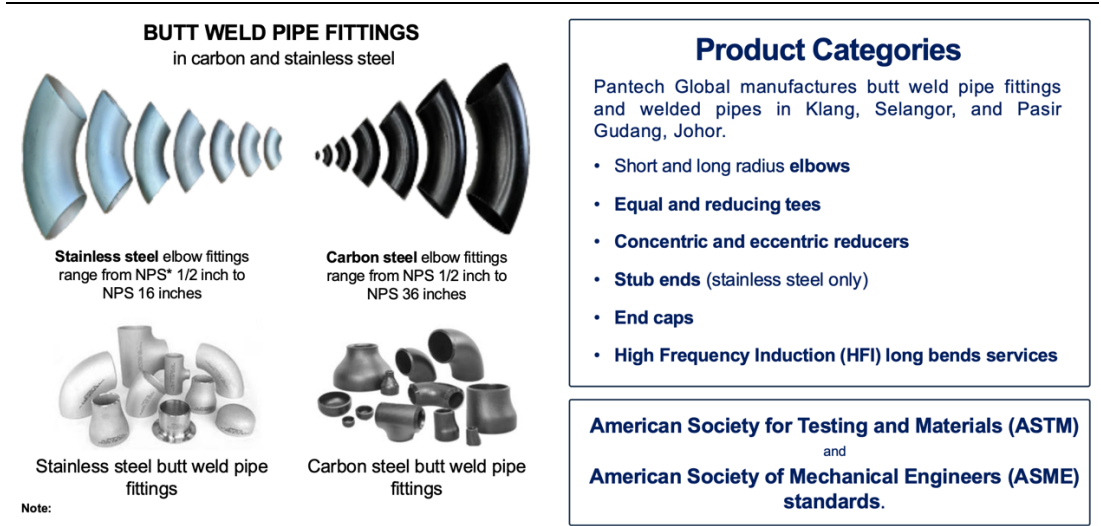 BUTT WELD PIPE FITTINGS
in carbon and stainless steel
Stainless steel elbow fittings
range from NPS* 1/2 inch to
NPS 16 inches
Carbon steel elbow fittings
range from NPS 1/2 inch to
NPS 36 inches
Stainless steel butt weld pipe
fittings
Carbon steel butt weld pipe
fittings
Note:
Product Categories
Pantech Global manufactures butt weld pipe fittings
and welded pipes in Klang, Selangor, and Pasir
Gudang, Johor.
• Short and long radius elbows
• Equal and reducing tees
• Concentric and eccentric reducers
• Stub ends (stainless steel only)
• End caps
• High Frequency Induction (HFI) long bends services
American Society for Testing and Materials (ASTM)
and
American Society of Mechanical Engineers (ASME)
standards.